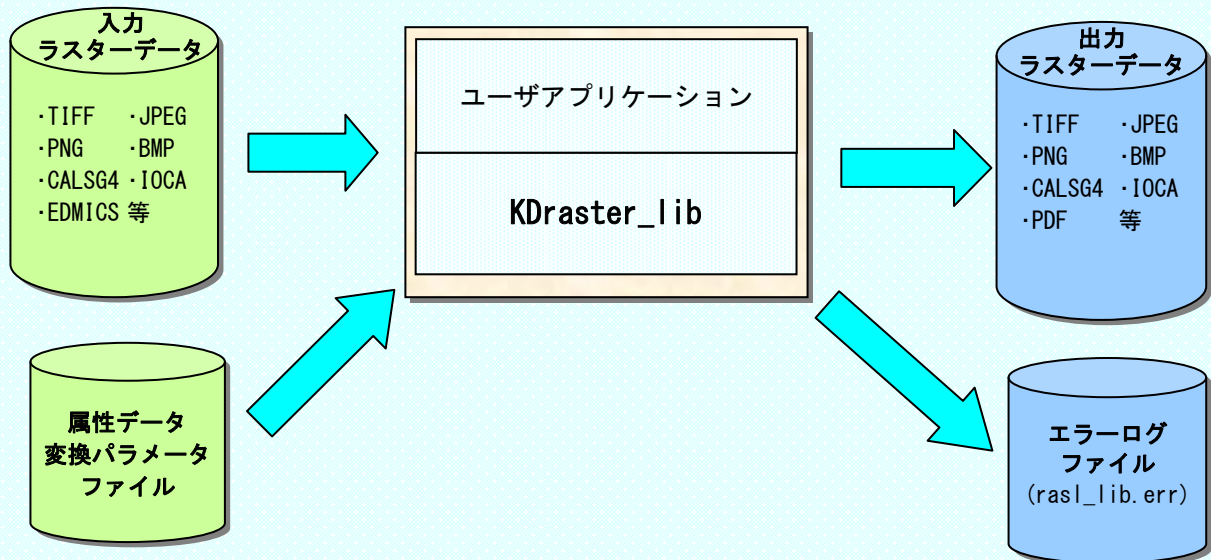 入力
ラスターデータ
·TIFF ·JPEG
·PNG ·BMP
·CALSG4 ·IOCA
·EDMICS 等
属性データ
変換パラメータ
ファイル
ユーザアプリケーション
KDraster_lib
出力
ラスターデータ
·TIFF ·JPEG
·PNG ·BMP
·CALSG4 ·IOCA
·PDF 等
エラーログ
ファイル
(rasl_lib.err)